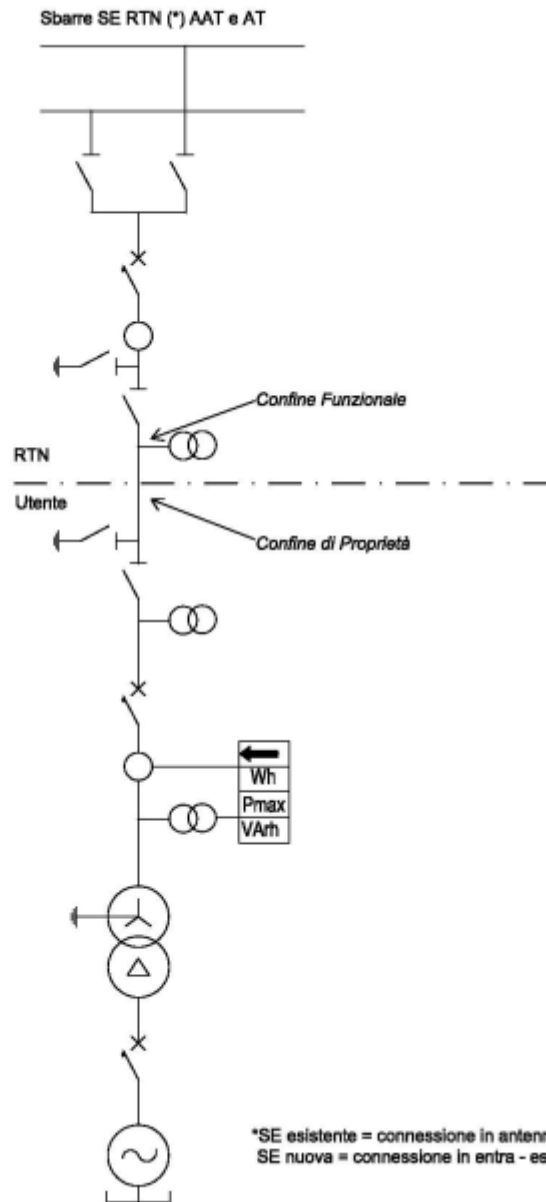 Sbarre SE RTN (*) AAT e AT
Confine Funzionale
RTN
Utente
Confine di Proprietà
Wh
Pmax
VArh
*SE esistente = connessione in
SE nuova = connessione in entra -